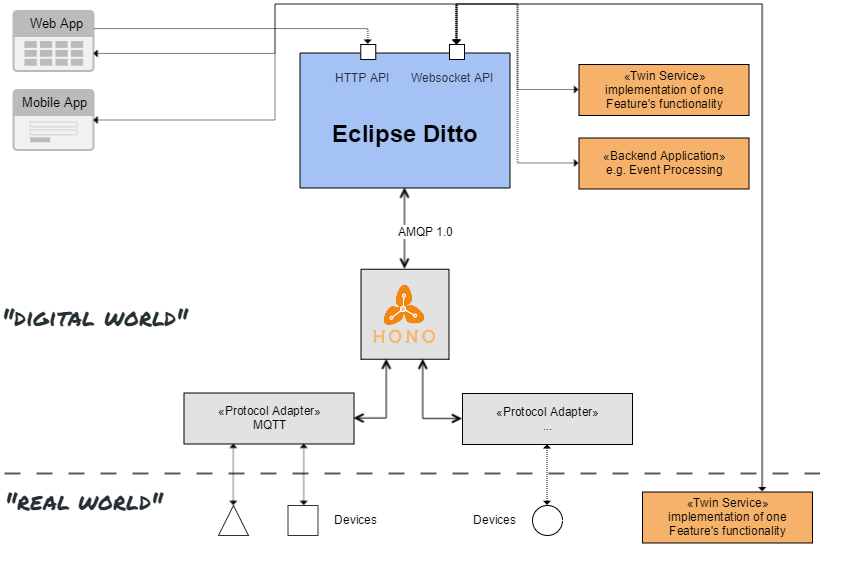 Web App
Mobile App
HTTP API
Websocket API
Eclipse Ditto
«Twin Service»
implementation of one
Feature's functionality
«Backend Application»
e.g. Event Processing
AMQP 1.0
HONO
"DIGITAL WORLD"
«Protocol Adapter»
MQTT
«Protocol Adapter»
...
"REAL WORLD"
Devices
Devices
«Twin Service»
implementation of one
Feature's functionality